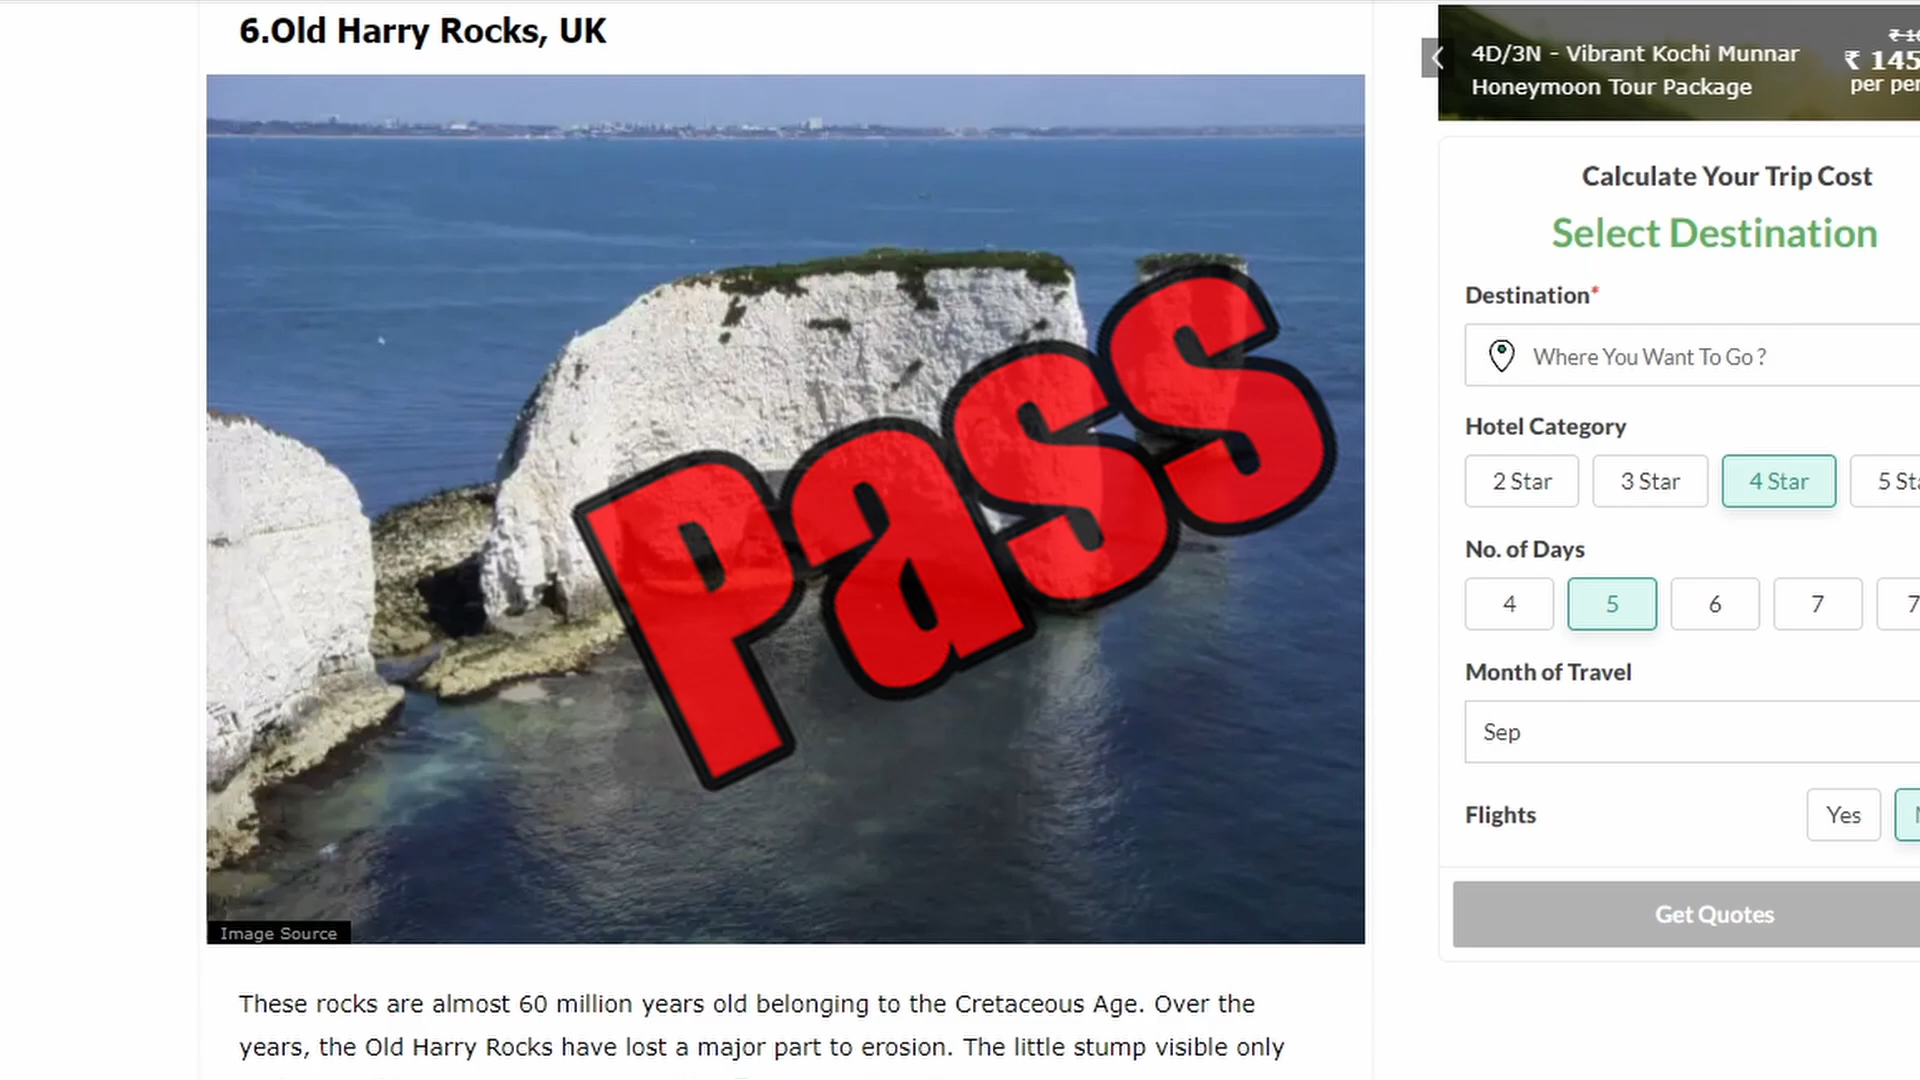 6.Old Harry Rocks, UK
Pass
Image Source
These rocks are almost 60 million years old belonging to the Cretaceous Age. Over the
years, the Old Harry Rocks have lost a major part to erosion. The little stump visible only
4D/3N - Vibrant Kochi Munnar
Honeymoon Tour Package
₹ 145
per per
Calculate Your Trip Cost
Select Destination
Destination*
Where You Want To Go ?
Hotel Category
2 Star
3 Star
4 Star
5 Sta
No. of Days
4
5
6
7
7
Month of Travel
Sep
Flights
Yes
Get Quotes